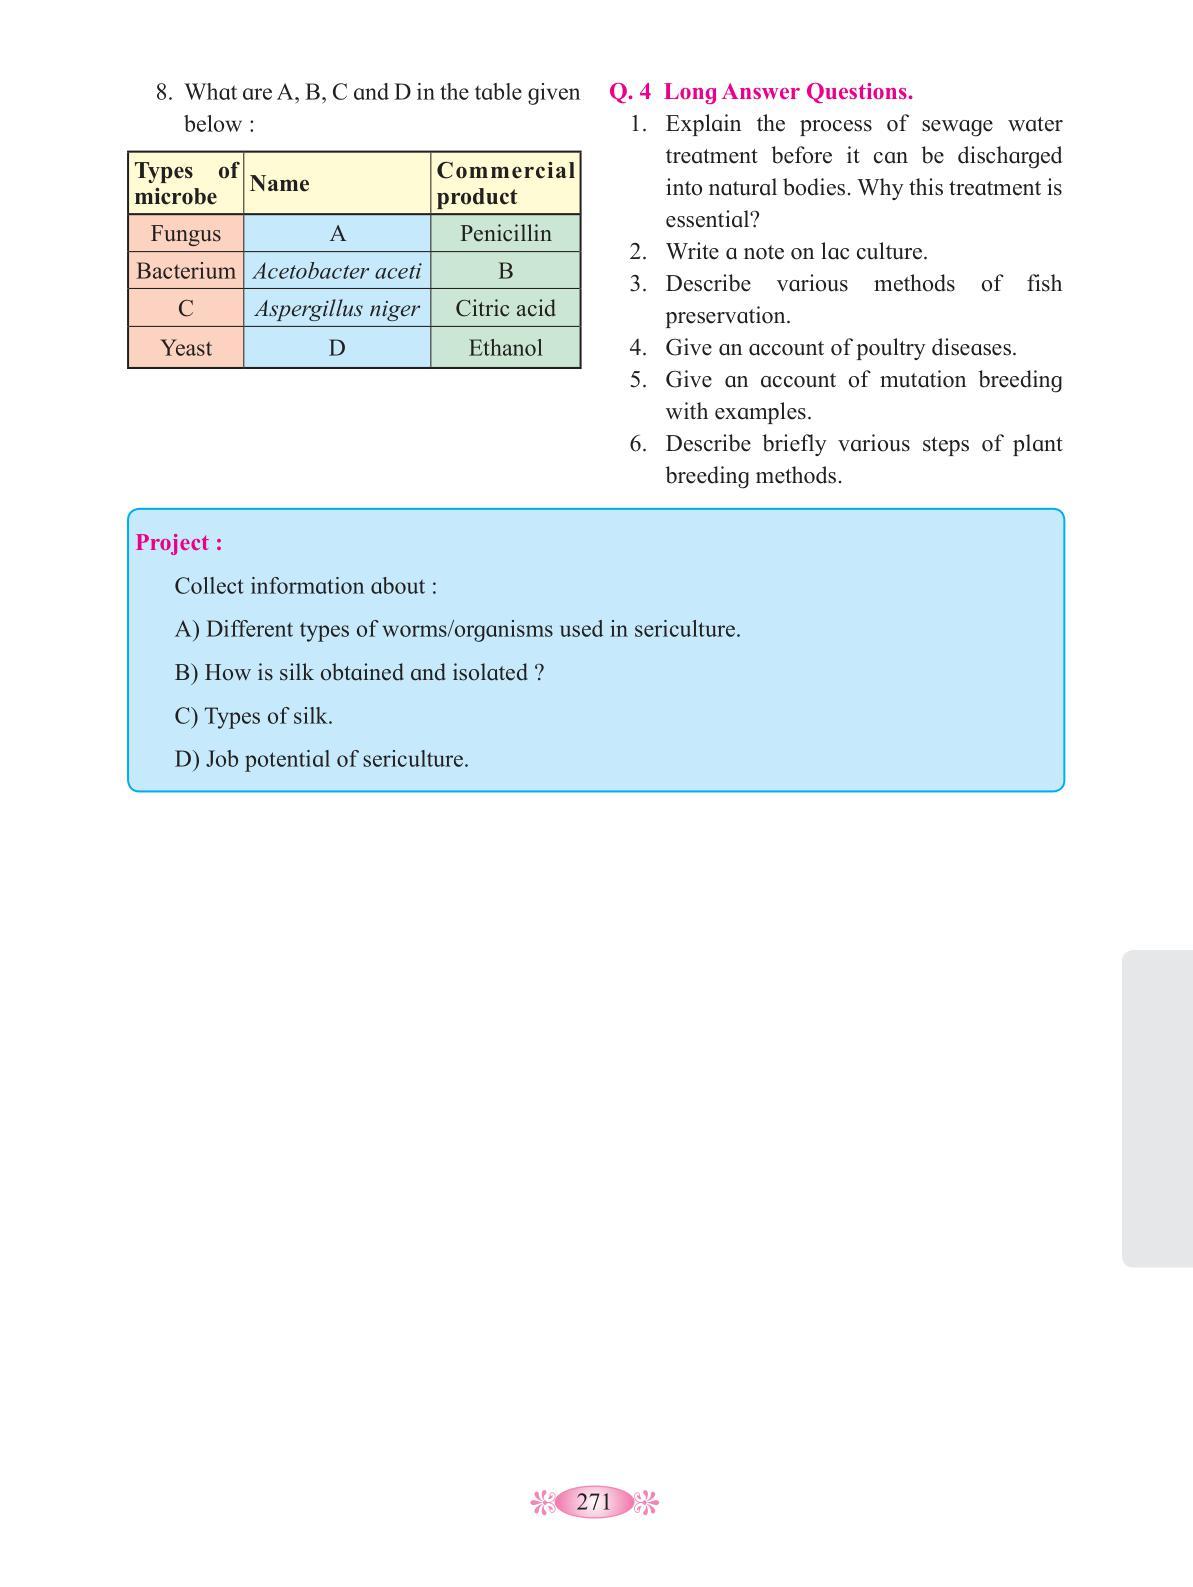 8. What are A, B, C and D in the table given
below :
Types of microbe Name Commercial product
Fungus A Penicillin
Bacterium Acetobacter aceti B
C Aspergillus niger Citric acid
Yeast D Ethanol
Q. 4 Long Answer Questions.
1. Explain the process of sewage water
treatment before it can be discharged
into natural bodies. Why this treatment is
essential?
2. Write a note on lac culture.
3. Describe various methods of fish
preservation.
4. Give an account of poultry diseases.
5. Give an account of mutation breeding
with examples.
6. Describe briefly various steps of plant
breeding methods.
Project :
Collect information about :
A) Different types of worms/organisms used in sericulture.
B) How is silk obtained and isolated ?
C) Types of silk.
D) Job potential of sericulture.
271